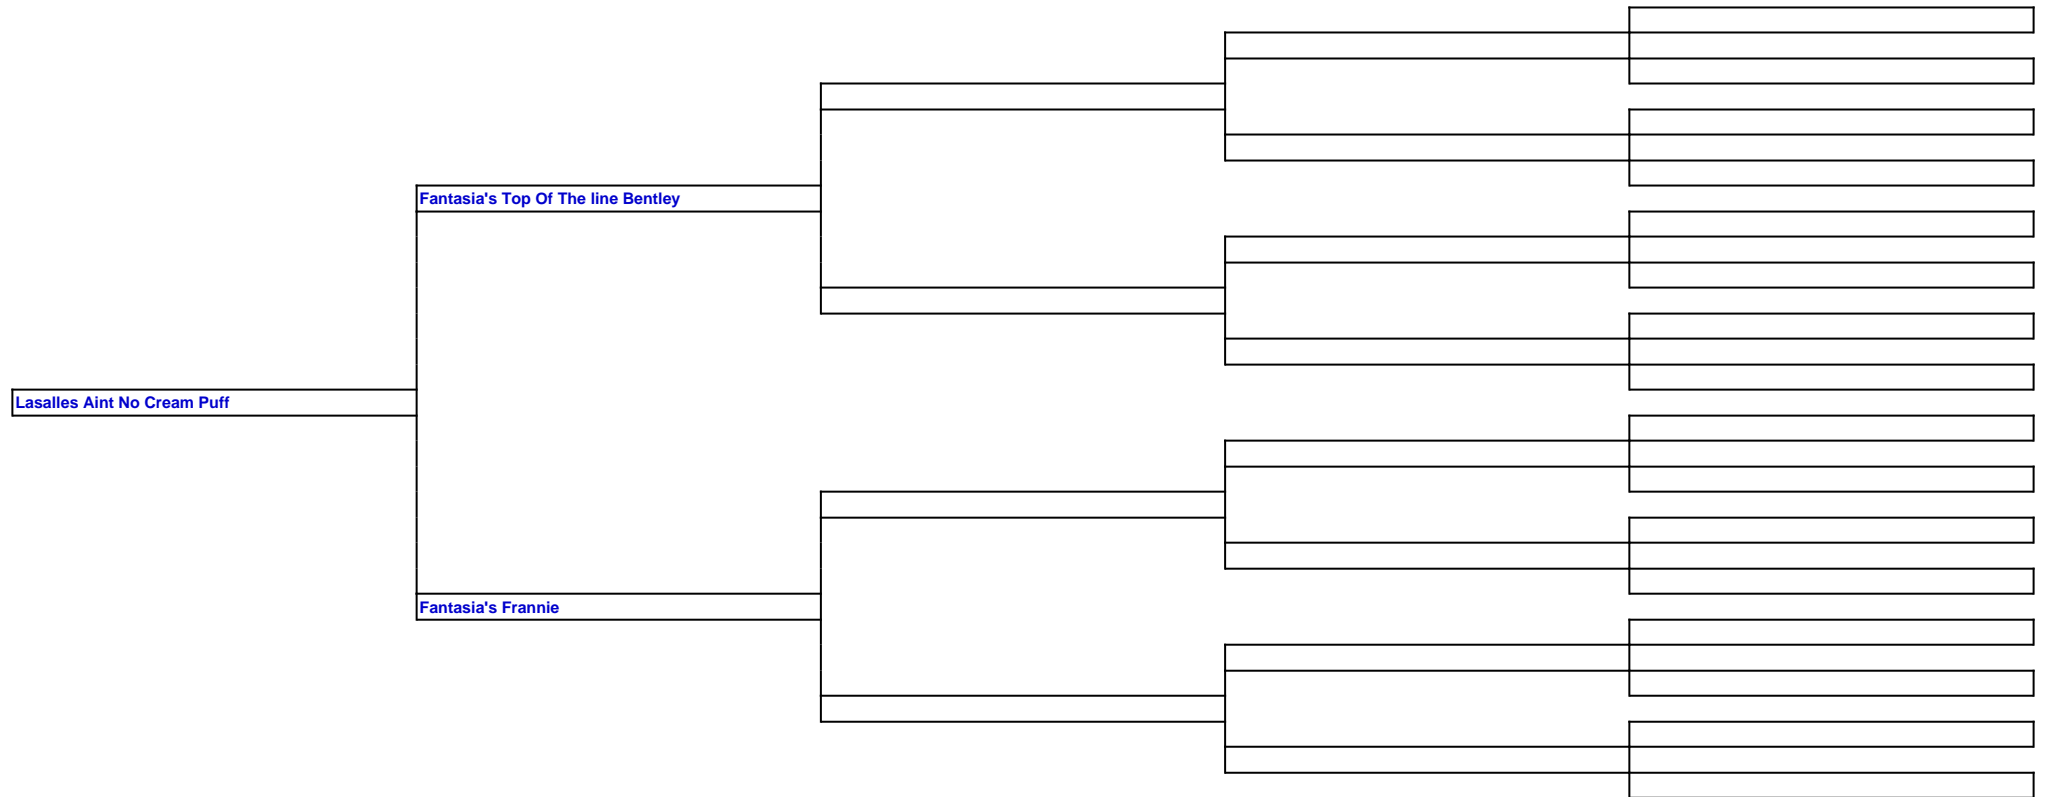 Fantasia's Top Of The line Bentley
Lasalles Aint No Cream Puff
Fantasia's Frannie